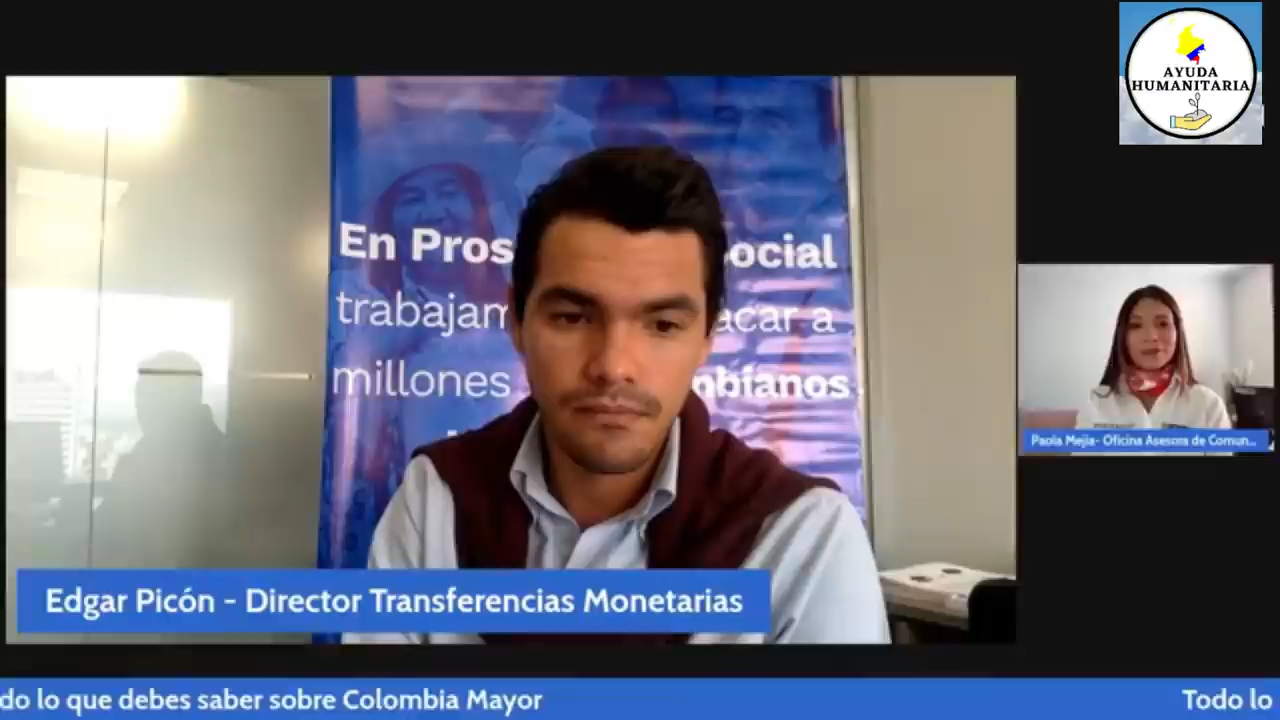 AYUDA
HUMANITARIA
En Pros ocial
trabajam acar a
millones mbianos
Paola Mejia- Oficina Asesora de Comun...
Edgar Picón - Director Transferencias Monetarias
do lo que debes saber sobre Colombia Mayor
Todo lo